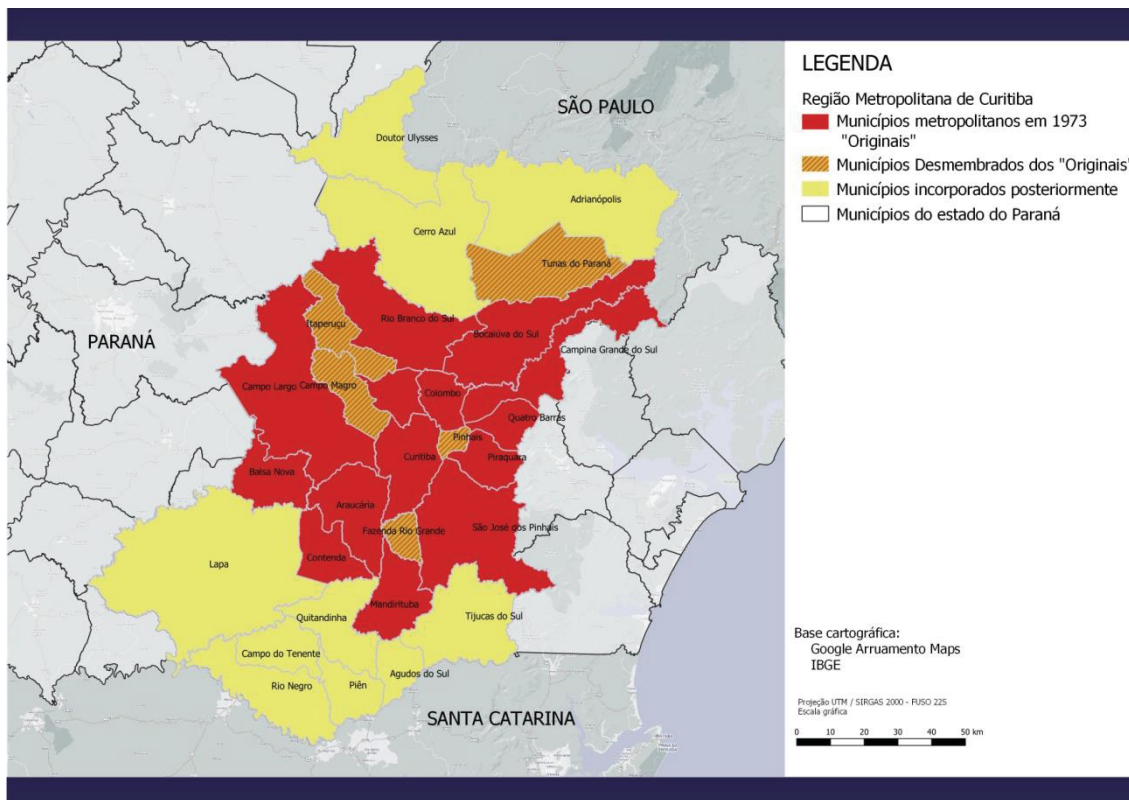 LEGENDA
Região Metropolitana de Curitiba
Municípios metropolitanos em 1973
"Originais"
Municípios Desmembrados dos "Originais"
Municípios incorporados posteriormente
Municípios do estado do Paraná
SÃO PAULO
Doutor Ulysses
Adrianópolis
Cerro Azul
Tunas do Paraná
Rio Branco do Sul
Itaperuçu
Bocaiúva do Sul
PARANÁ
Campina Grande do Sul
Campo Largo
Campo Magro
Colombo
Quatro Barras
Pinhais
Curitiba
Piraquara
Balsa Nova
Araucária
São José dos Pinhais
Fazenda Rio Grande
Contenda
Lapa
Mandirituba
Quitandinha
Tijucas do Sul
Campo do Tenente
Agudos do Sul
Rio Negro
Piên
SANTA CATARINA
Base cartográfica:
Google Arruamento Maps
IBGE
Projeção UTM / SIRGAS 2000 - FUSO 22S
Escala gráfica
0 10 20 30 40 50 km